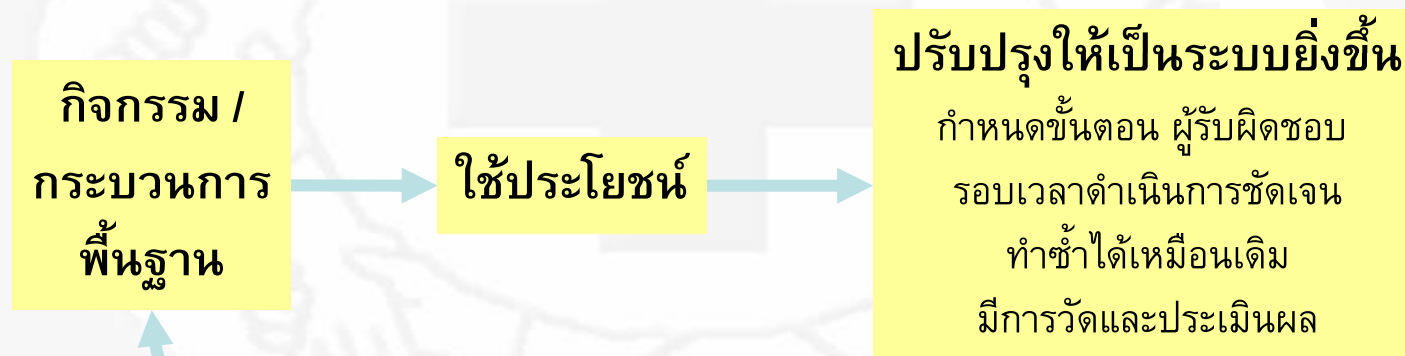 กิจกรรม /
กระบวนการ
พื้นฐาน
ใช้ประโยชน์
ปรับปรุงให้เป็นระบบยิ่งขึ้น
กำหนดขั้นตอน ผู้รับผิดชอบ
รอบเวลาดำเนินการชัดเจน
ทำซ้ำได้เหมือนเดิม
มีการวัดและประเมินผล